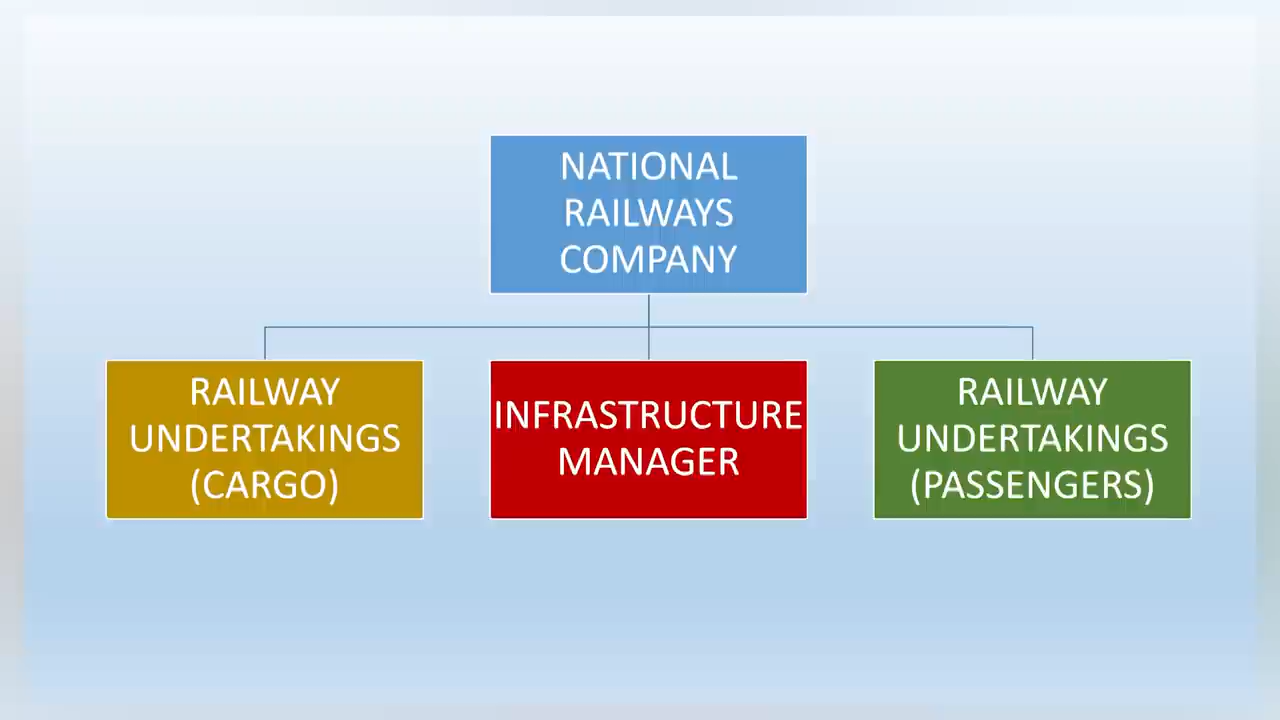 NATIONAL
RAILWAYS
COMPANY
RAILWAY
UNDERTAKINGS
(CARGO)
INFRASTRUCTURE
MANAGER
RAILWAY
UNDERTAKINGS
(PASSENGERS)